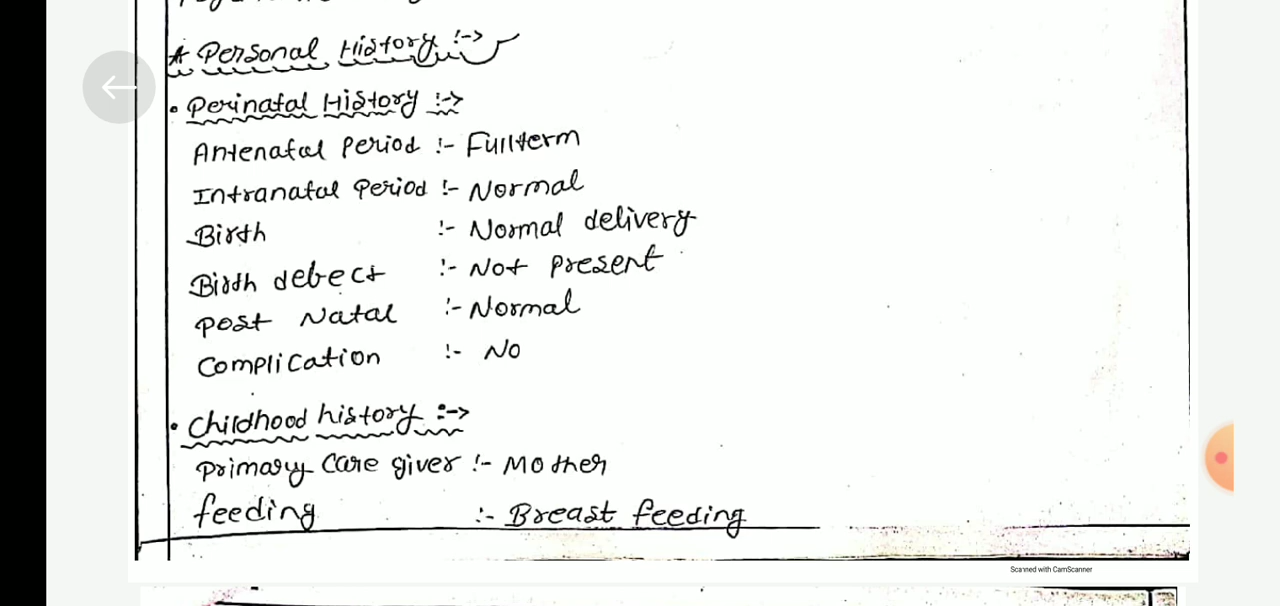 * Personal History :->
• Perinatal History :->
Antenatal Period :- Fullterm
Intranatal Period :- Normal
Birth :- Normal delivery
Birth debect :- Not present
Post Natal :- Normal
Complication :- No
• Childhood history :->
Primary Care giver :- Mother
feeding :- Breast feeding
Scanned with CamScanner